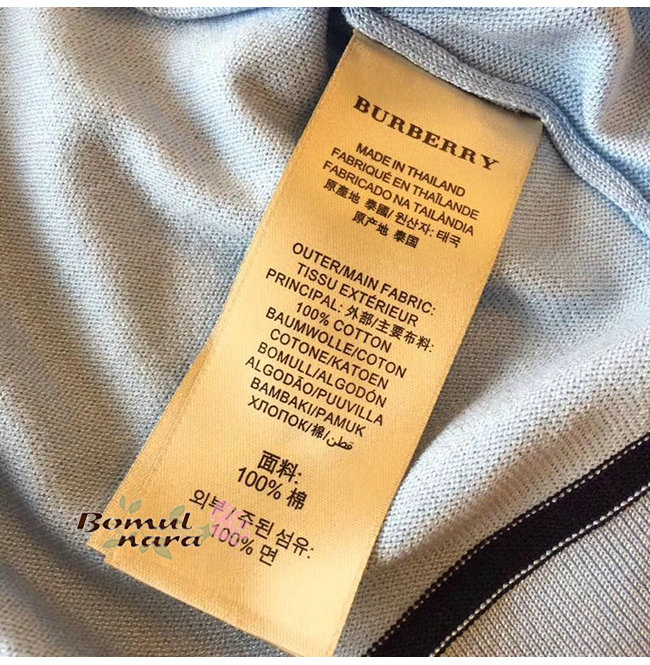 BURBERRY
MADE IN THAILAND
FABRIQUÉ EN THAÏLANDE
FABRICADO NA TAILÂNDIA
原產地 泰國/ 원산자: 태국
原产地 泰国
OUTER/MAIN FABRIC:
TISSU EXTÉRIEUR
PRINCIPAL: 外部/主要布料:
100% COTTON
BAUMWOLLE/COTON
COTONE/KATOEN
BOMULL/ALGODÓN
ALGODÃO/PUUVILLA
BAMBAKI/PAMUK
ХЛОПОК/棉/قطن
面料:
100% 棉
외부/주된 섬유:
100% 면
Bomul
nara